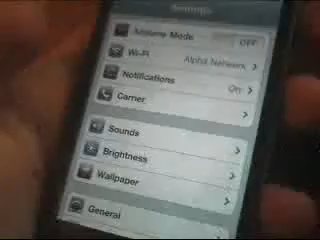 Settings
Airplane Mode OFF
Wi-Fi Alpha Network
Notifications On
Carrier
Sounds
Brightness
Wallpaper
General